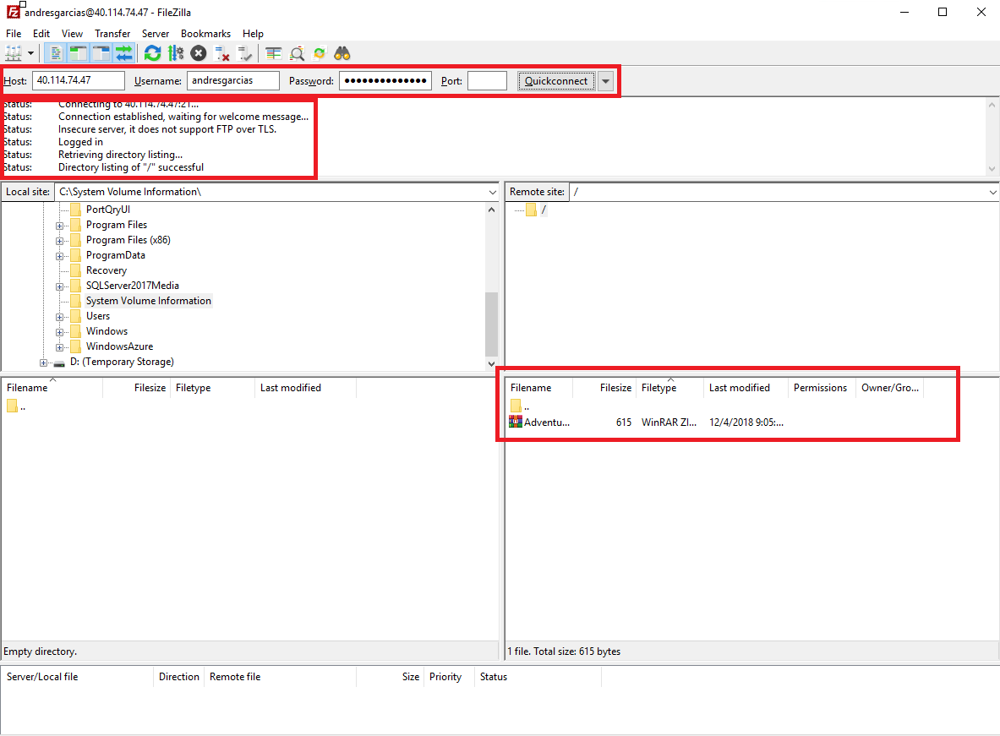 andresgarcias@40.114.74.47 - FileZilla
File Edit View Transfer Server Bookmarks Help
Host: 40.114.74.47 Username: andresgarcias Password: ●●●●●●●●●●●●●● Port: Quickconnect
Status: Connecting to 40.114.74.47:21...
Status: Connection established, waiting for welcome message...
Status: Insecure server, it does not support FTP over TLS.
Status: Logged in
Status: Retrieving directory listing...
Status: Directory listing of "/" successful
Local site: C:\System Volume Information\
PortQryUI
Program Files
Program Files (x86)
ProgramData
Recovery
SQLServer2017Media
System Volume Information
Users
Windows
WindowsAzure
D: (Temporary Storage)
Remote site: /
/
Filename Filesize Filetype Last modified
..
Empty directory.
Filename Filesize Filetype Last modified Permissions Owner/Gro...
..
Adventu... 615 WinRAR ZI... 12/4/2018 9:05:...
1 file. Total size: 615 bytes
Server/Local file Direction Remote file Size Priority Status